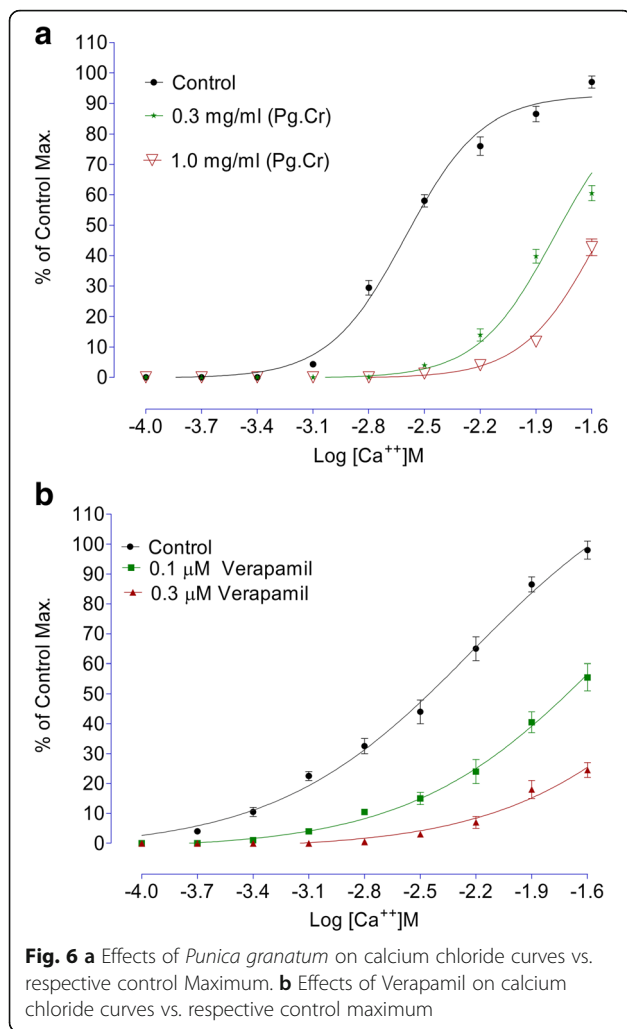 a
110
100
90
80
70
60
50
40
30
20
10
0
% of Control Max.
Control
0.3 mg/ml (Pg.Cr)
1.0 mg/ml (Pg.Cr)
-4.0 -3.7 -3.4 -3.1 -2.8 -2.5 -2.2 -1.9 -1.6
Log [Ca⁺⁺]M
b
110
100
90
80
70
60
50
40
30
20
10
0
% of Control Max.
Control
0.1 µM Verapamil
0.3 µM Verapamil
-4.0 -3.7 -3.4 -3.1 -2.8 -2.5 -2.2 -1.9 -1.6
Log [Ca⁺⁺]M
Fig. 6 a Effects of Punica granatum on calcium chloride curves vs.
respective control Maximum. b Effects of Verapamil on calcium
chloride curves vs. respective control maximum